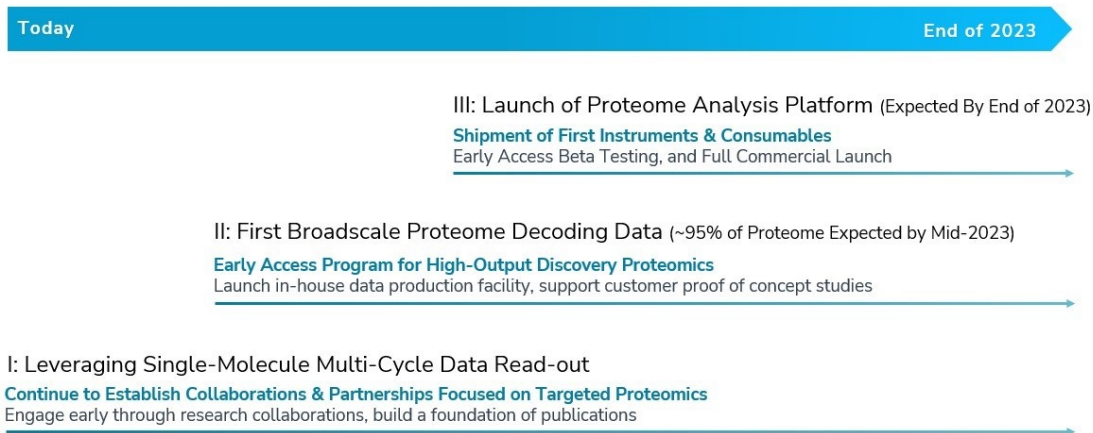 Today
End of 2023
III: Launch of Proteome Analysis Platform (Expected By End of 2023)
Shipment of First Instruments & Consumables
Early Access Beta Testing, and Full Commercial Launch
II: First Broadscale Proteome Decoding Data (~95% of Proteome Expected by Mid-2023)
Early Access Program for High-Output Discovery Proteomics
Launch in-house data production facility, support customer proof of concept studies
I: Leveraging Single-Molecule Multi-Cycle Data Read-out
Continue to Establish Collaborations & Partnerships Focused on Targeted Proteomics
Engage early through research collaborations, build a foundation of publications